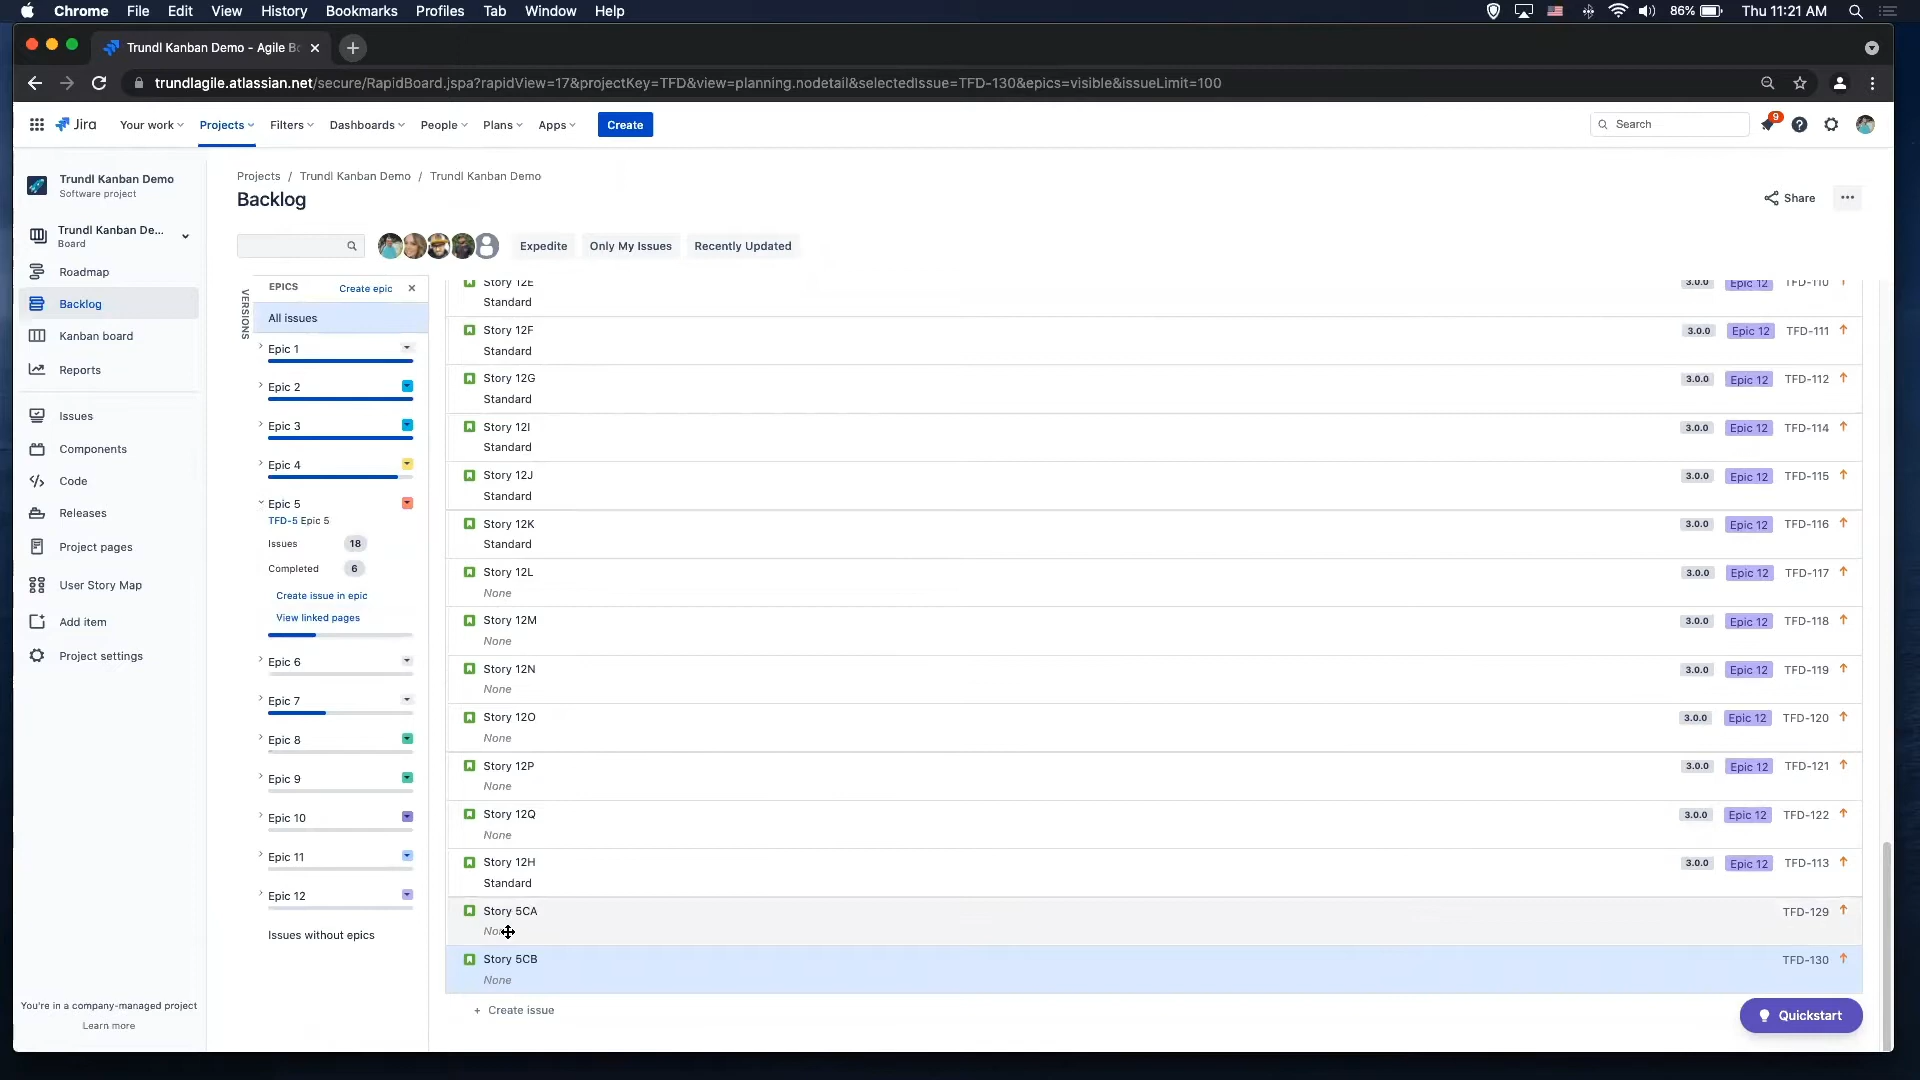 Chrome File Edit View History Bookmarks Profiles Tab Window Help
86% Thu 11:21 AM
Trundl Kanban Demo - Agile Bo
trundlagile.atlassian.net/secure/RapidBoard.jspa?rapidView=17&projectKey=TFD&view=planning.nodetail&selectedIssue=TFD-130&epics=visible&issueLimit=100
Jira Your work Projects Filters Dashboards People Plans Apps Create
Search
9
Trundl Kanban Demo
Software project
Trundl Kanban De...
Board
Roadmap
Backlog
Kanban board
Reports
Issues
Components
Code
Releases
Project pages
User Story Map
Add item
Project settings
You're in a company-managed project
Learn more
Projects / Trundl Kanban Demo / Trundl Kanban Demo
Backlog
Share
Expedite Only My Issues Recently Updated
VERSIONS
EPICS Create epic
All issues
Epic 1
Epic 2
Epic 3
Epic 4
Epic 5
TFD-5 Epic 5
Issues 18
Completed 6
Create issue in epic
View linked pages
Epic 6
Epic 7
Epic 8
Epic 9
Epic 10
Epic 11
Epic 12
Issues without epics
Story 12E 3.0.0 Epic 12 TFD-110
Standard
Story 12F 3.0.0 Epic 12 TFD-111
Standard
Story 12G 3.0.0 Epic 12 TFD-112
Standard
Story 12I 3.0.0 Epic 12 TFD-114
Standard
Story 12J 3.0.0 Epic 12 TFD-115
Standard
Story 12K 3.0.0 Epic 12 TFD-116
Standard
Story 12L 3.0.0 Epic 12 TFD-117
None
Story 12M 3.0.0 Epic 12 TFD-118
None
Story 12N 3.0.0 Epic 12 TFD-119
None
Story 12O 3.0.0 Epic 12 TFD-120
None
Story 12P 3.0.0 Epic 12 TFD-121
None
Story 12Q 3.0.0 Epic 12 TFD-122
None
Story 12H 3.0.0 Epic 12 TFD-113
Standard
Story 5CA TFD-129
None
Story 5CB TFD-130
None
+ Create issue
Quickstart